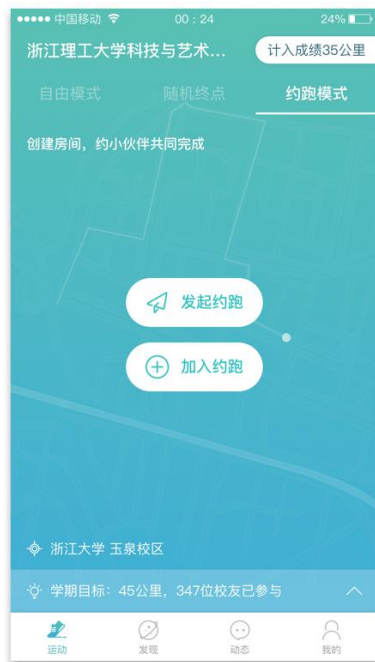 中国移动 00：24 24%
浙江理工大学科技与艺术... 计入成绩35公里
自由模式 随机终点 约跑模式
创建房间，约小伙伴共同完成
发起约跑
加入约跑
浙江大学 玉泉校区
学期目标：45公里，347位校友已参与
运动 发现 动态 我的